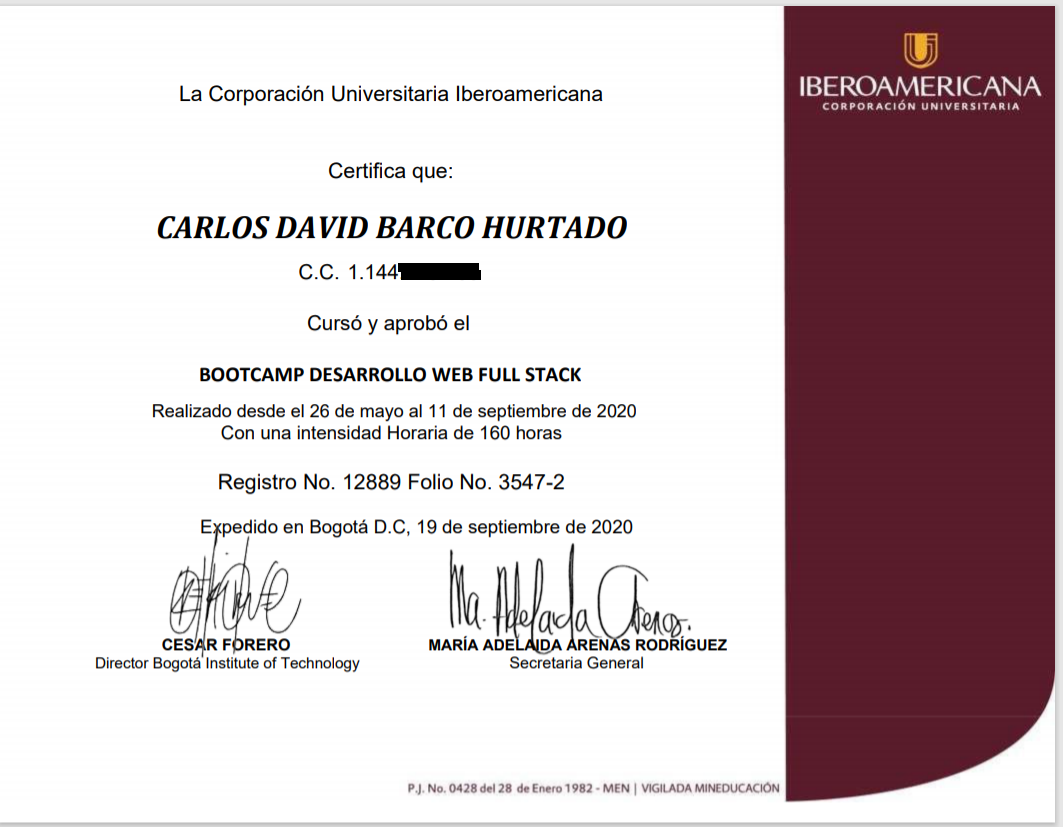 IBEROAMERICANA
CORPORACIÓN UNIVERSITARIA
La Corporación Universitaria Iberoamericana
Certifica que:
CARLOS DAVID BARCO HURTADO
C.C. 1.144
Cursó y aprobó el
BOOTCAMP DESARROLLO WEB FULL STACK
Realizado desde el 26 de mayo al 11 de septiembre de 2020
Con una intensidad Horaria de 160 horas
Registro No. 12889 Folio No. 3547-2
Expedido en Bogotá D.C, 19 de septiembre de 2020
Ma. Adelaida Arenas.
CESAR FORERO
MARÍA ADELAIDA ARENAS RODRÍGUEZ
Director Bogotá Institute of Technology
Secretaria General
P.J. No. 0428 del 28 de Enero 1982 - MEN | VIGILADA MINEDUCACIÓN